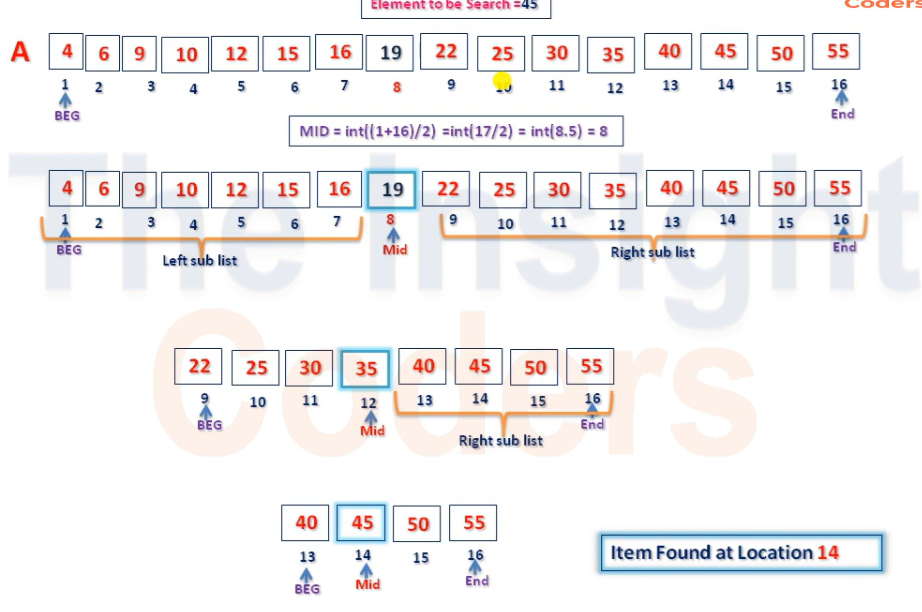 Element to be Search =45
Coders
A 4 6 9 10 12 15 16 19 22 25 30 35 40 45 50 55
1 2 3 4 5 6 7 8 9 10 11 12 13 14 15 16
BEG End
MID = int((1+16)/2) =int(17/2) = int(8.5) = 8
4 6 9 10 12 15 16 19 22 25 30 35 40 45 50 55
1 2 3 4 5 6 7 8 9 10 11 12 13 14 15 16
BEG Mid End
Left sub list Right sub list
The Insight
Coders
22 25 30 35 40 45 50 55
9 10 11 12 13 14 15 16
BEG Mid End
Right sub list
40 45 50 55
13 14 15 16
BEG Mid End
Item Found at Location 14